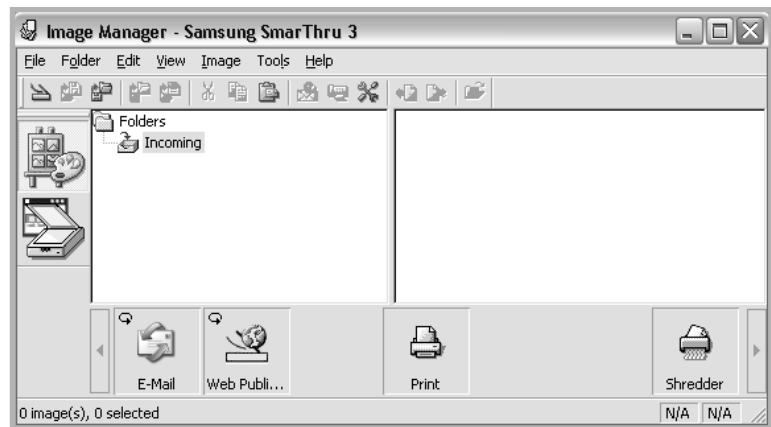 Image Manager - Samsung SmarThru 3
File Folder Edit View Image Tools Help
Folders
Incoming
E-Mail Web Publi... Print Shredder
0 image(s), 0 selected N/A N/A